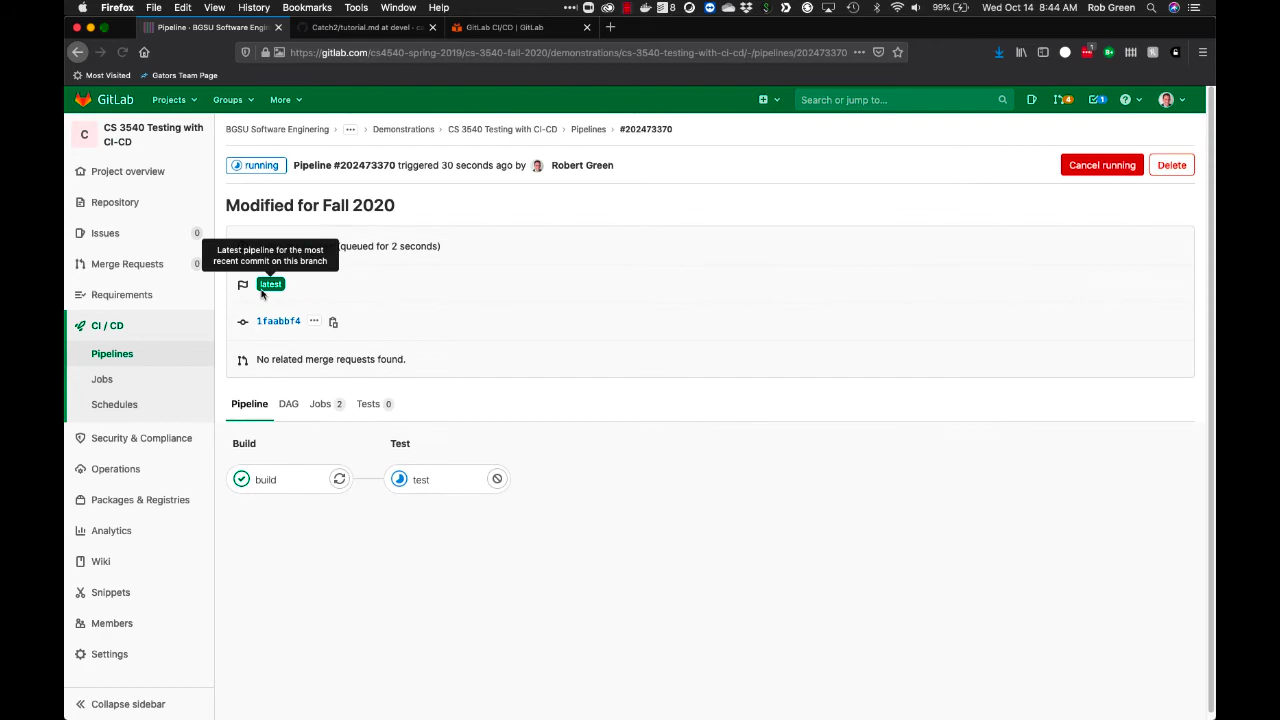 Firefox File Edit View History Bookmarks Tools Window Help 8 99% Wed Oct 14 8:44 AM Rob Green
Pipeline · BGSU Software Engin
Catch2/tutorial.md at devel · c
GitLab CI/CD | GitLab
https://gitlab.com/cs4540-spring-2019/cs-3540-fall-2020/demonstrations/cs-3540-testing-with-ci-cd/-/pipelines/202473370
Most Visited Gators Team Page
GitLab Projects Groups More Search or jump to... 4 1
C CS 3540 Testing with CI-CD
Project overview
Repository
Issues 0
Merge Requests 0
Requirements
CI / CD
Pipelines
Jobs
Schedules
Security & Compliance
Operations
Packages & Registries
Analytics
Wiki
Snippets
Members
Settings
Collapse sidebar
BGSU Software Enginering > ··· > Demonstrations > CS 3540 Testing with CI-CD > Pipelines > #202473370
running Pipeline #202473370 triggered 30 seconds ago by Robert Green Cancel running Delete
Modified for Fall 2020
(queued for 2 seconds)
Latest pipeline for the most
recent commit on this branch
latest
1faabbf4 ···
No related merge requests found.
Pipeline DAG Jobs 2 Tests 0
Build Test
build test